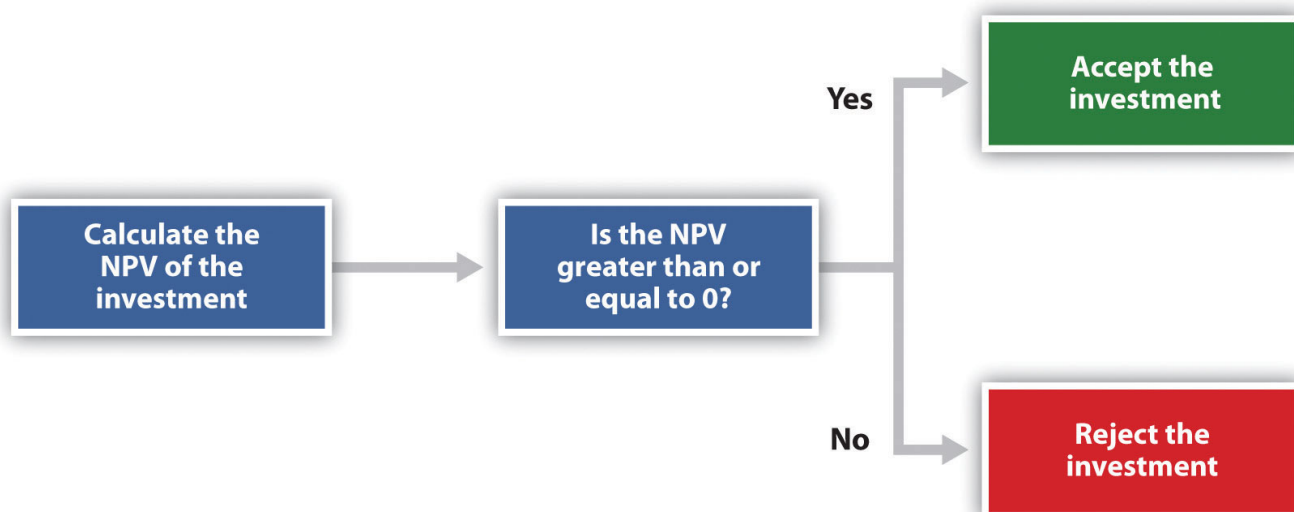 Calculate the
NPV of the
investment
Is the NPV
greater than or
equal to 0?
Yes
Accept the
investment
No
Reject the
investment